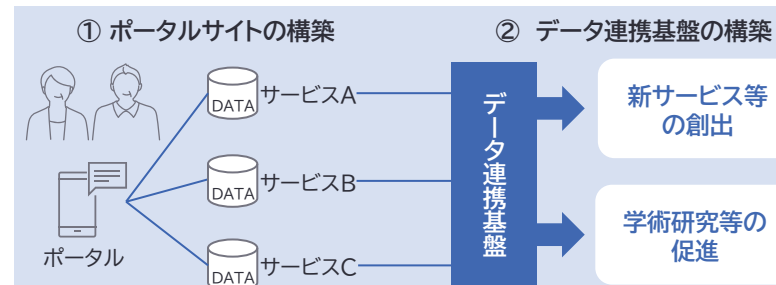 ① ポータルサイトの構築
② データ連携基盤の構築
DATA
サービスA
DATA
サービスB
DATA
サービスC
ポータル
データ連携基盤
新サービス等
の創出
学術研究等の
促進